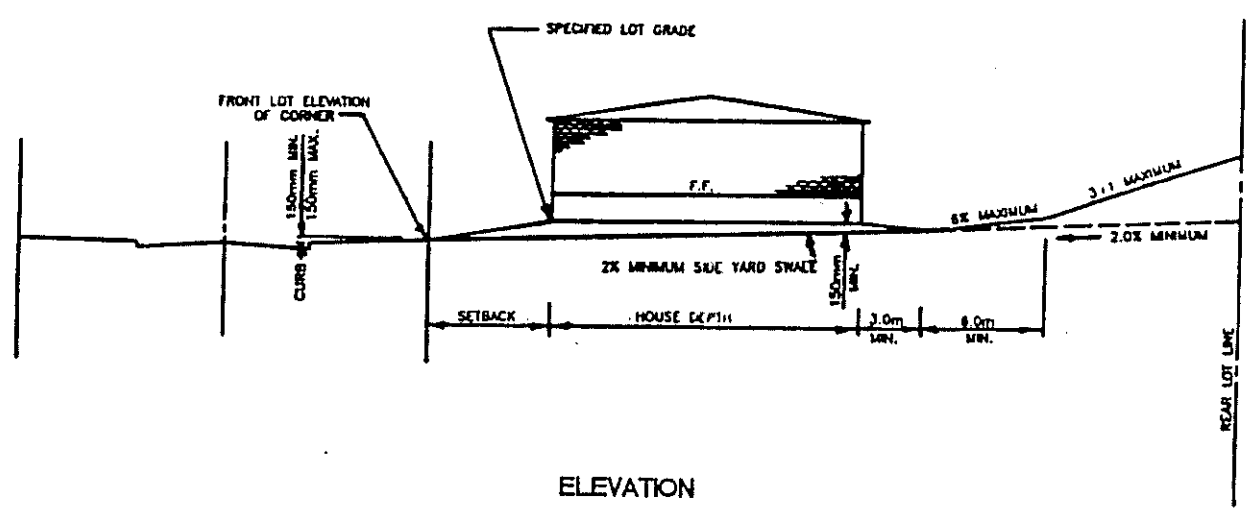 SPECIFIED LOT GRADE
FRONT LOT ELEVATION
OF CORNER
150mm MIN.
150mm MAX.
CURB
F.F.
3:1 MAXIMUM
6% MAXIMUM
2.0% MINIMUM
2% MINIMUM SIDE YARD SWALE
150mm
MIN.
SETBACK
HOUSE DEPTH
3.0m
MIN.
6.0m
MIN.
REAR LOT LINE
ELEVATION